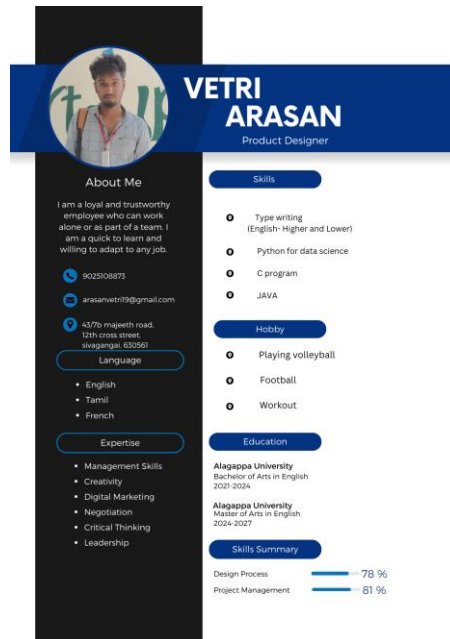 VETRI
ARASAN
Product Designer
About Me
I am a loyal and trustworthy
employee who can work
alone or as part of a team. I
am a quick to learn and
willing to adapt to any job.
9025108873
arasanvetri19@gmail.com
43/7b majeeth road,
12th cross street,
sivagangai, 630561
Language
English
Tamil
French
Expertise
Management Skills
Creativity
Digital Marketing
Negotiation
Critical Thinking
Leadership
Skills
Type writing
(English- Higher and Lower)
Python for data science
C program
JAVA
Hobby
Playing volleyball
Football
Workout
Education
Alagappa University
Bachelor of Arts in English
2021-2024
Alagappa University
Master of Arts in English
2024-2027
Skills Summary
Design Process 78 %
Project Management 81 %